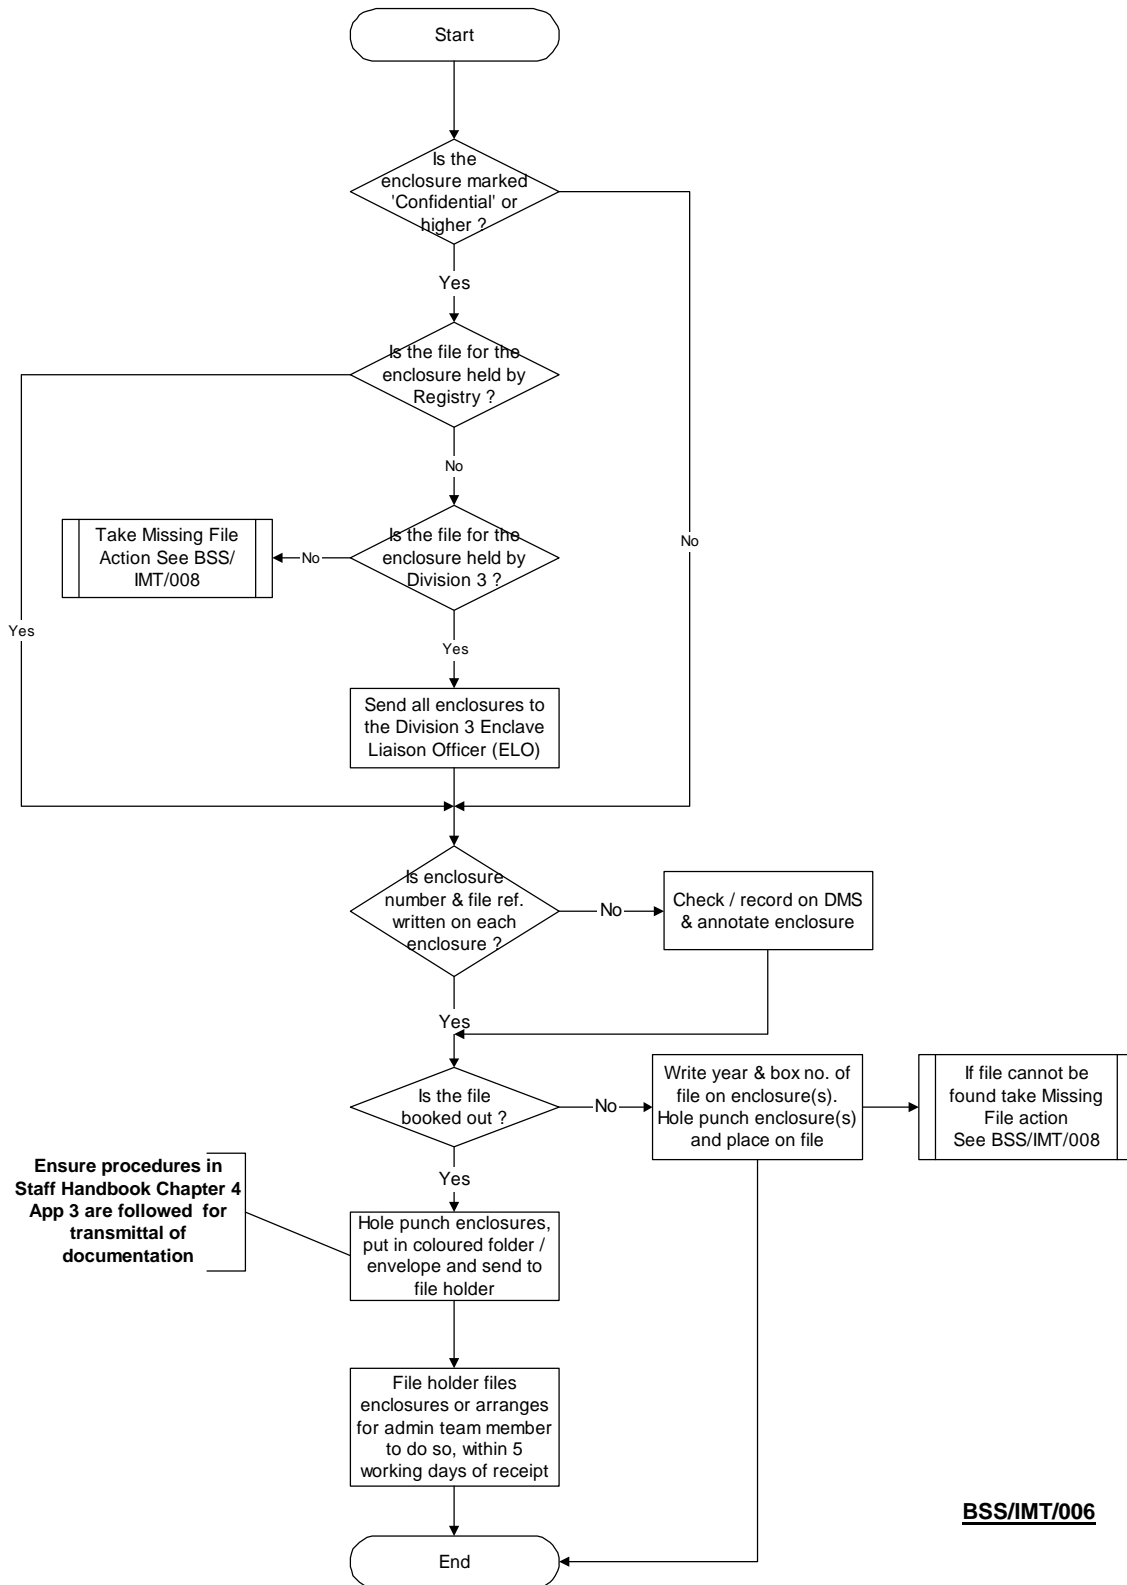 Start
Is the
enclosure marked
'Confidential' or
higher ?
Yes
Is the file for the
enclosure held by
Registry ?
No
Take Missing File
Action See BSS/
IMT/008
No
Is the file for the
enclosure held by
Division 3 ?
No
Yes
Yes
Send all enclosures to
the Division 3 Enclave
Liaison Officer (ELO)
Is enclosure
number & file ref.
written on each
enclosure ?
No
Check / record on DMS
& annotate enclosure
Yes
Is the file
booked out ?
No
Write year & box no. of
file on enclosure(s).
Hole punch enclosure(s)
and place on file
If file cannot be
found take Missing
File action
See BSS/IMT/008
Yes
Ensure procedures in
Staff Handbook Chapter 4
App 3 are followed for
transmittal of
documentation
Hole punch enclosures,
put in coloured folder /
envelope and send to
file holder
File holder files
enclosures or arranges
for admin team member
to do so, within 5
working days of receipt
BSS/IMT/006
End